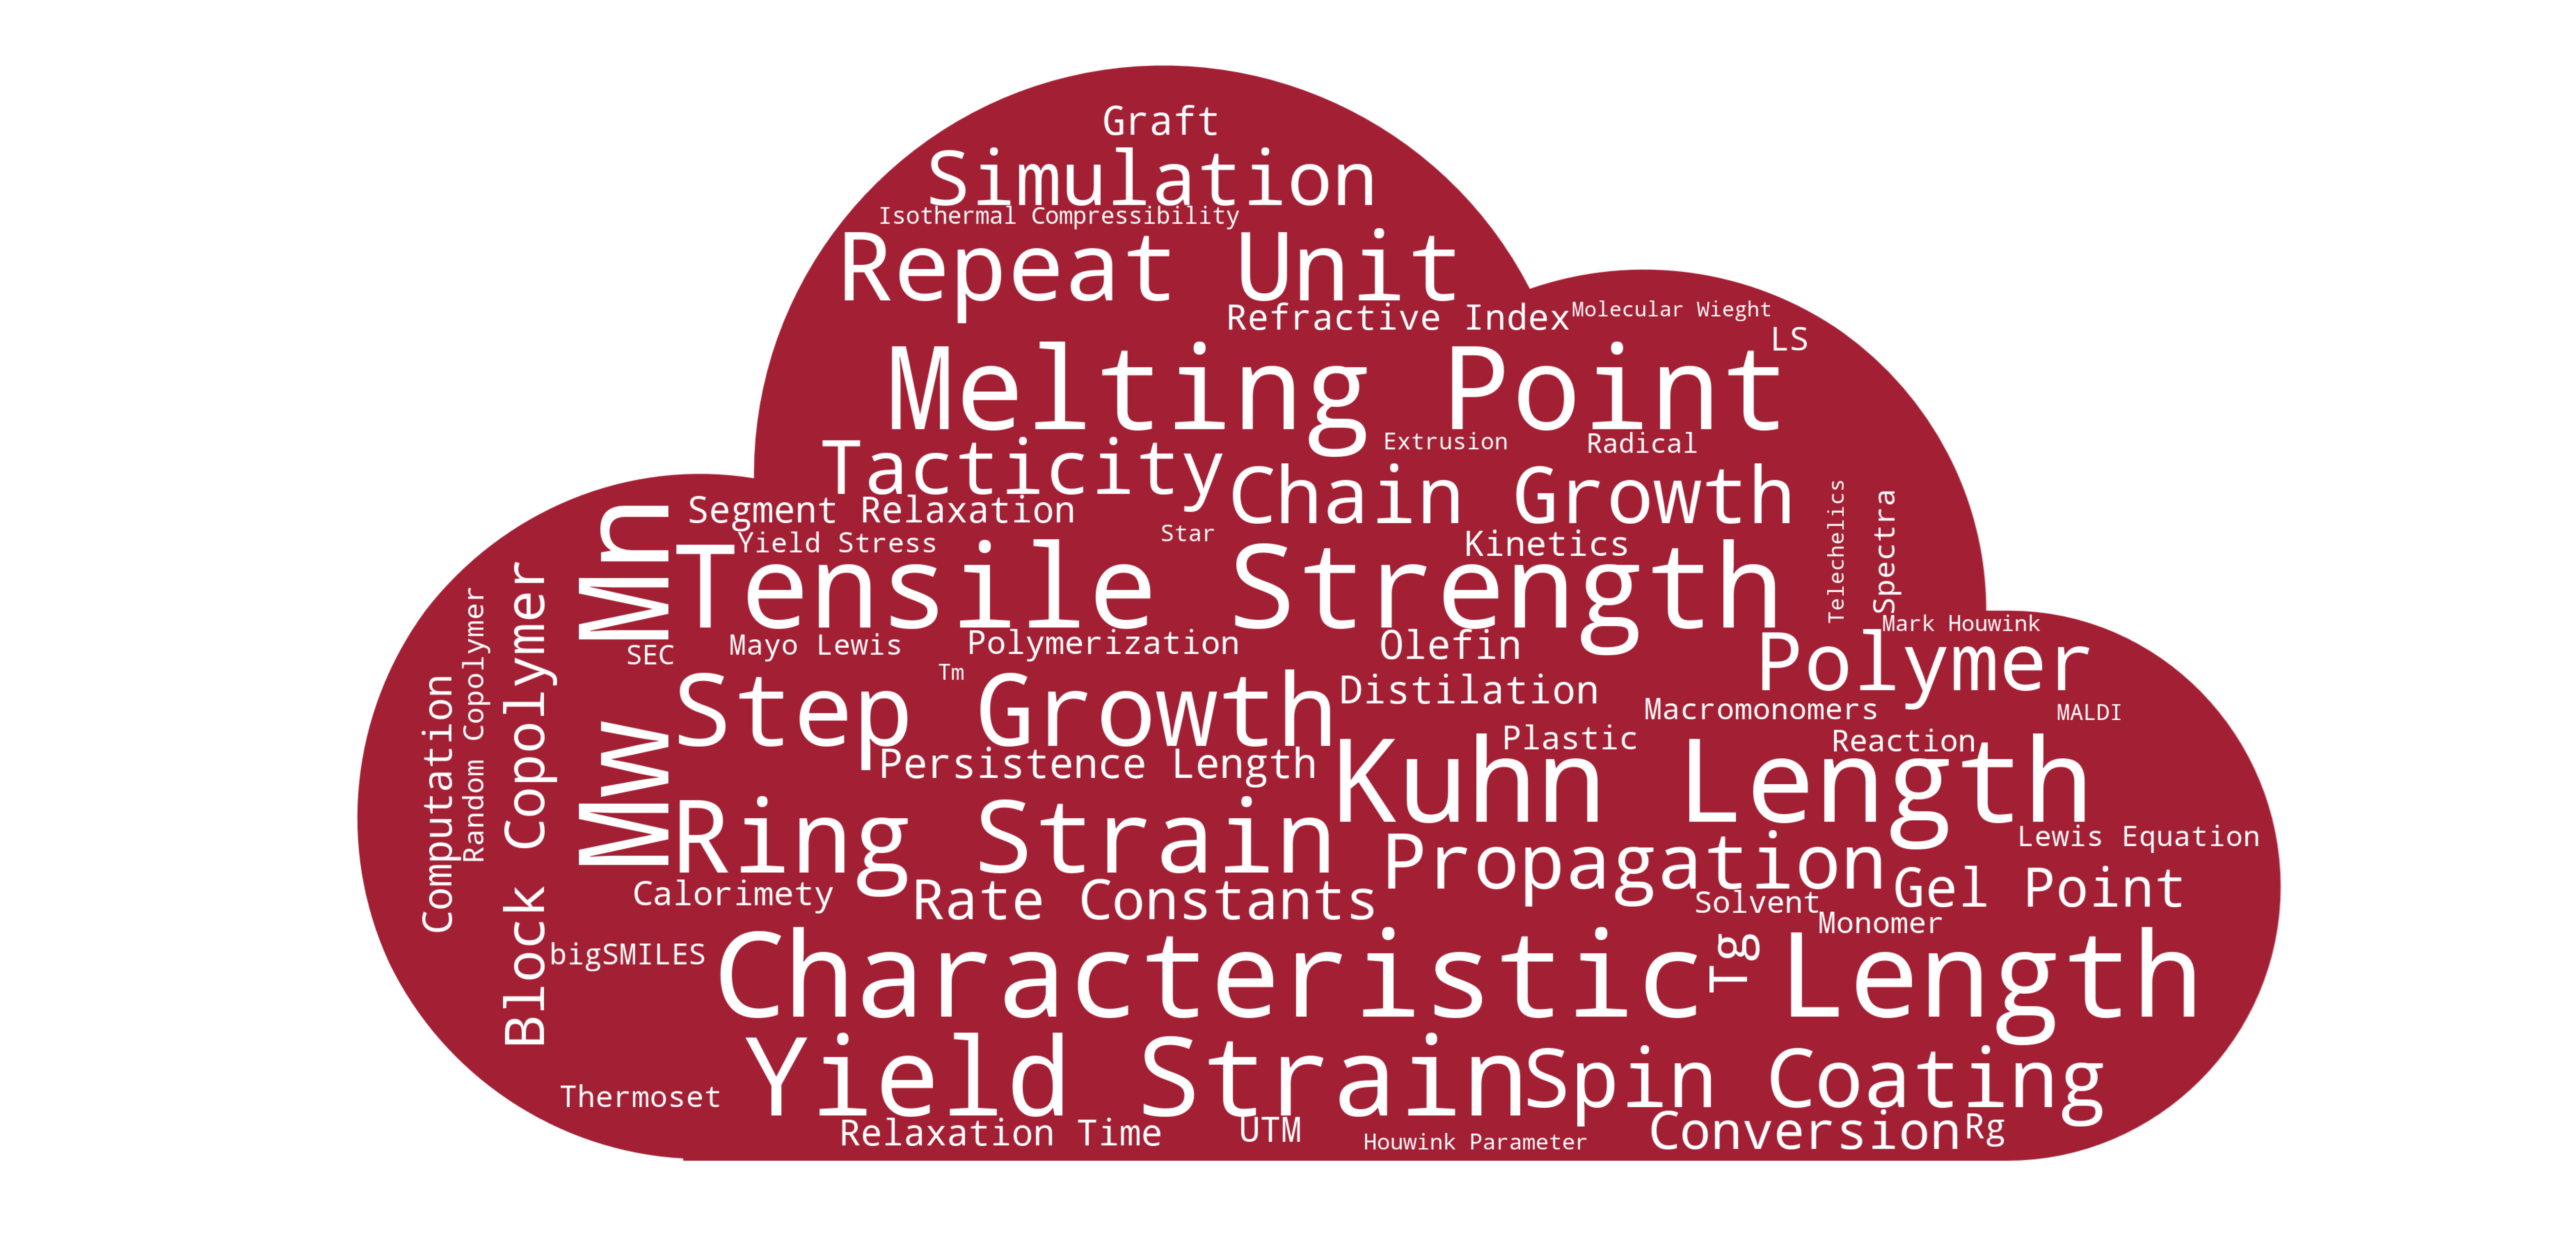 Graft
Simulation
Isothermal Compressibility
Repeat Unit
Refractive Index
Molecular Wieght
LS
Melting Point
Tacticity
Extrusion
Radical
Chain Growth
Segment Relaxation
Yield Stress
Star
Kinetics
Telechelics
Spectra
Mn
Tensile Strength
SEC
Mayo Lewis
Polymerization
Olefin
Mark Houwink
Polymer
Computation
Random Copolymer
Block Copolymer
Mw
Step Growth
Tm
Distilation
Macromonomers
MALDI
Persistence Length
Plastic
Reaction
Kuhn Length
Ring Strain
Propagation
Lewis Equation
Calorimety
Rate Constants
Solvent
Gel Point
Monomer
bigSMILES
Characteristic Length
Tg
Yield Strain
Spin Coating
Thermoset
Relaxation Time
UTM
Houwink Parameter
Conversion
Rg